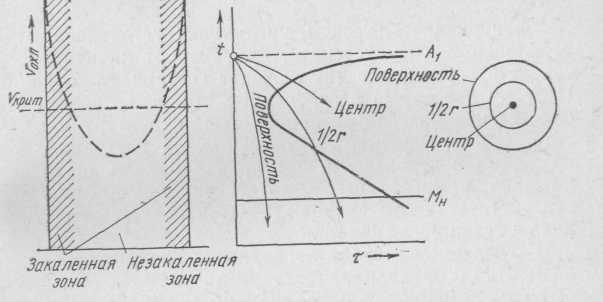 Vохл
Vкрит
Закаленная
зона
Незакаленная
зона
t
A1
Поверхность
Центр
1/2r
Mн
τ
Поверхность
1/2r
Центр